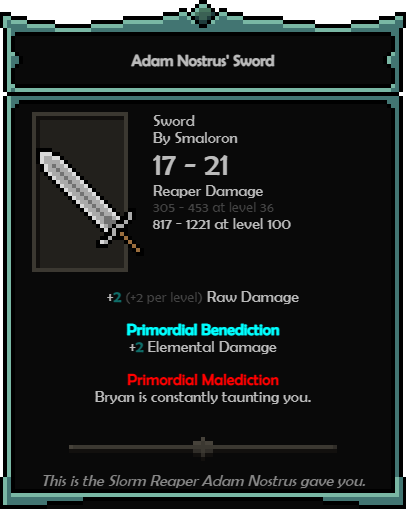 Adam Nostrus' Sword
Sword
By Smaloron
17 - 21
Reaper Damage
305 - 453 at level 36
817 - 1221 at level 100
+2 (+2 per level) Raw Damage
Primordial Benediction
+2 Elemental Damage
Primordial Malediction
Bryan is constantly taunting you.
This is the Slorm Reaper Adam Nostrus gave you.